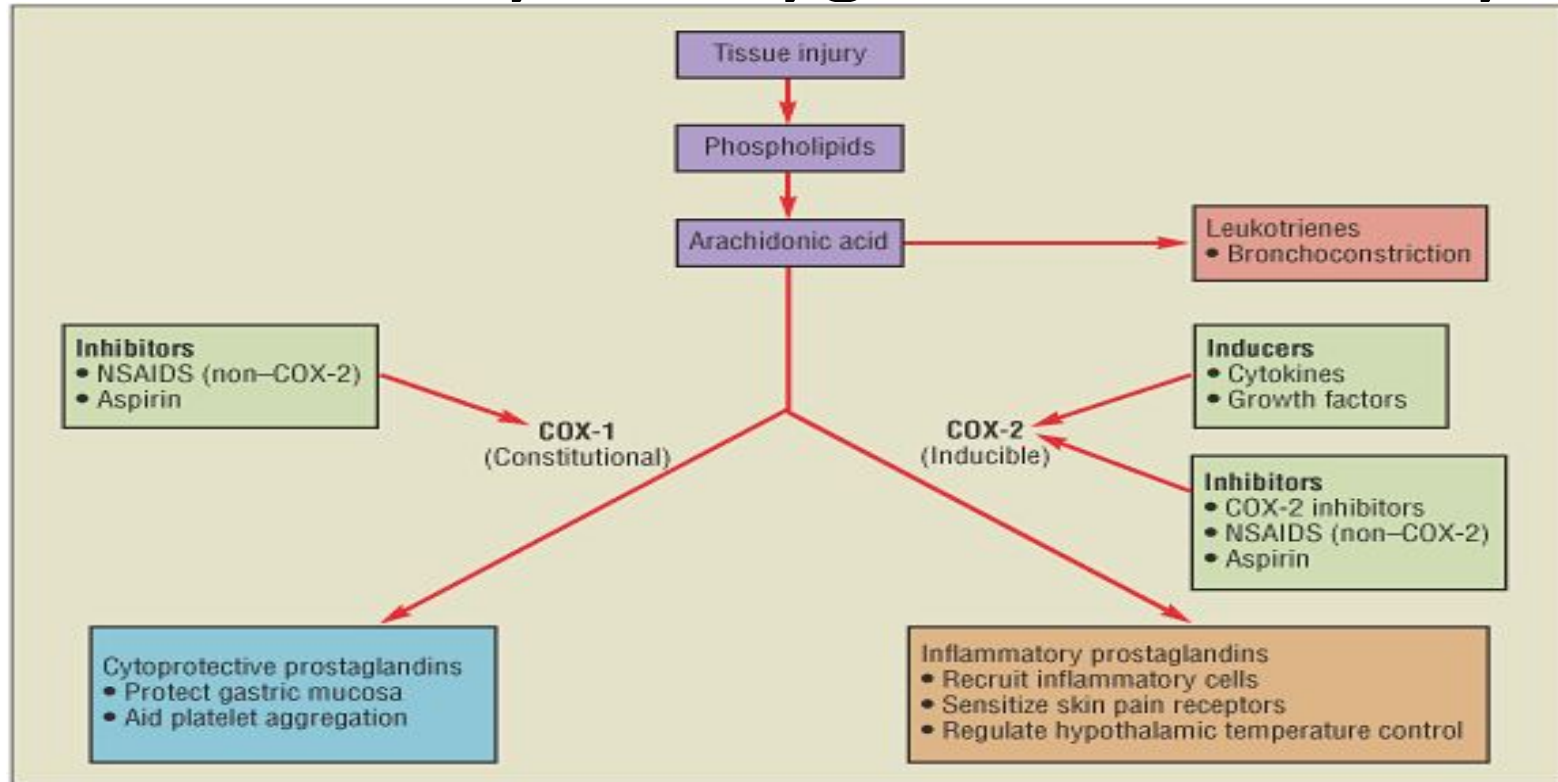 Tissue injury
Phospholipids
Arachidonic acid
Leukotrienes
• Bronchoconstriction
Inhibitors
• NSAIDS (non–COX-2)
• Aspirin
COX-1
(Constitutional)
COX-2
(Inducible)
Inducers
• Cytokines
• Growth factors
Inhibitors
• COX-2 inhibitors
• NSAIDS (non–COX-2)
• Aspirin
Cytoprotective prostaglandins
• Protect gastric mucosa
• Aid platelet aggregation
Inflammatory prostaglandins
• Recruit inflammatory cells
• Sensitize skin pain receptors
• Regulate hypothalamic temperature control